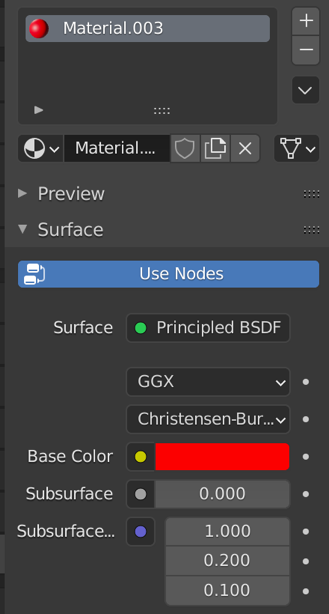 Material.003
Material....
Preview
Surface
Use Nodes
Surface Principled BSDF
GGX
Christensen-Bur...
Base Color
Subsurface 0.000
Subsurface... 1.000
0.200
0.100